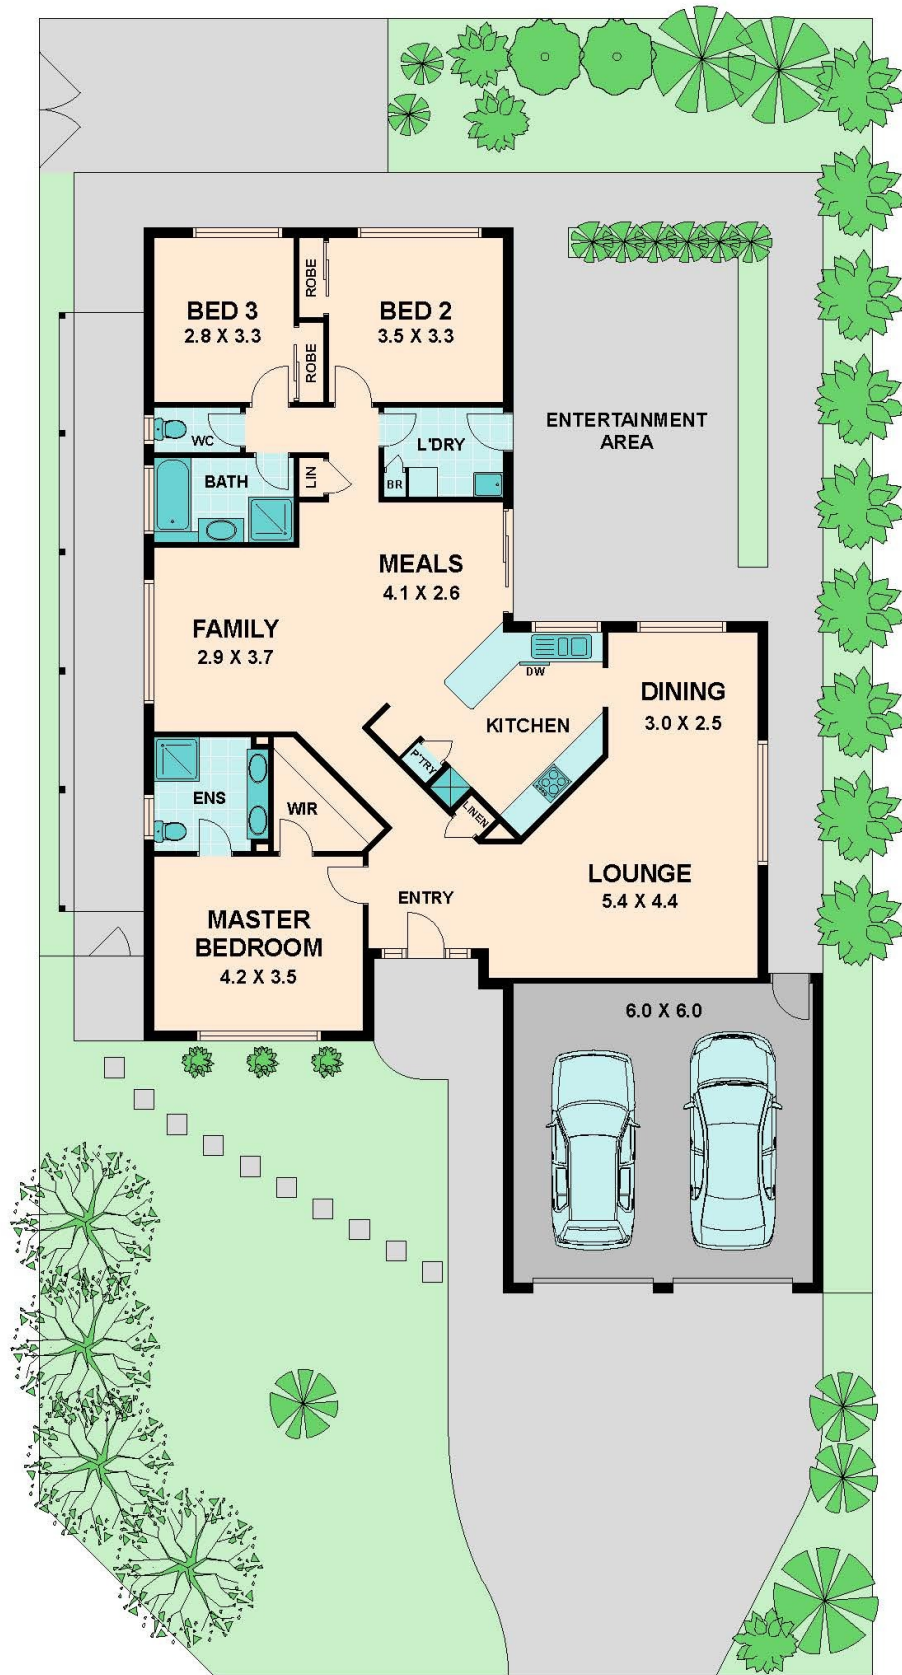 BED 3
2.8 X 3.3
ROBE
ROBE
BED 2
3.5 X 3.3
ENTERTAINMENT
AREA
WC
L'DRY
BATH
LIN
BR
MEALS
4.1 X 2.6
FAMILY
2.9 X 3.7
DW
DINING
3.0 X 2.5
KITCHEN
P'TRY
ENS
WIR
LINEN
LOUNGE
5.4 X 4.4
ENTRY
MASTER
BEDROOM
4.2 X 3.5
6.0 X 6.0